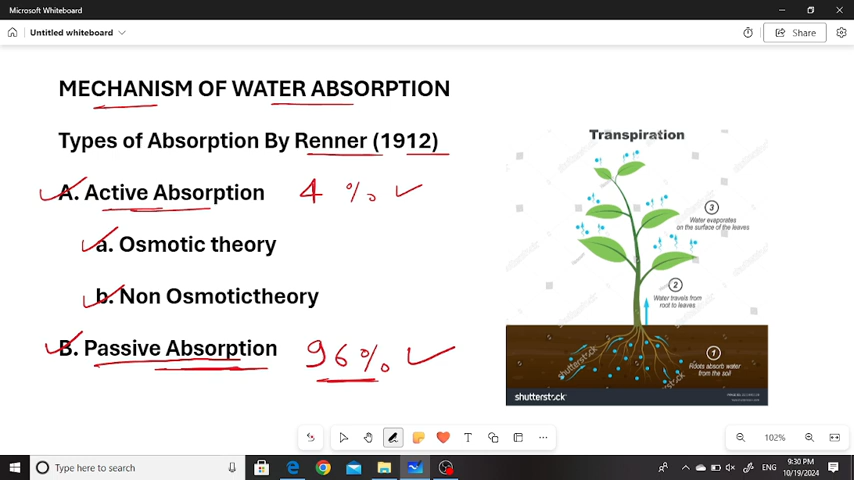 Microsoft Whiteboard
Untitled whiteboard
Share
MECHANISM OF WATER ABSORPTION
Types of Absorption By Renner (1912)
A. Active Absorption 4 %
a. Osmotic theory
b. Non Osmotictheory
B. Passive Absorption 96%
Transpiration
3
Water evaporates
on the surface of the leaves
2
Water travels from
root to leaves
1
Roots absorb water
from the soil
shutterstock
102%
Type here to search
ENG
9:30 PM
10/19/2024